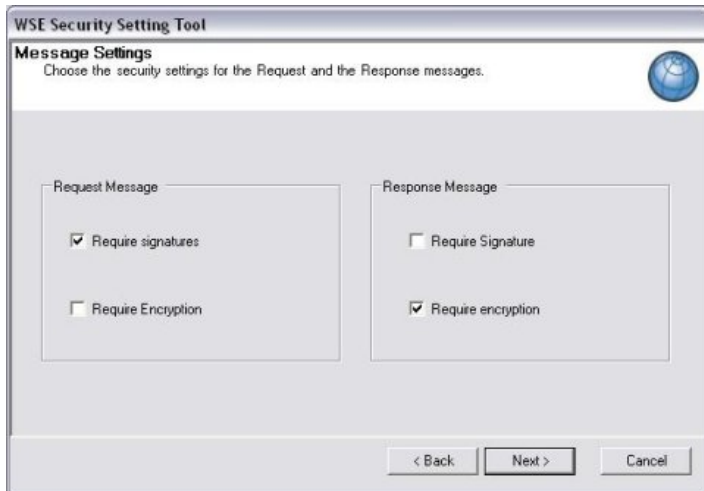 WSE Security Setting Tool
Message Settings
Choose the security settings for the Request and the Response messages.
Request Message
Require signatures
Require Encryption
Response Message
Require Signature
Require encryption
< Back
Next >
Cancel